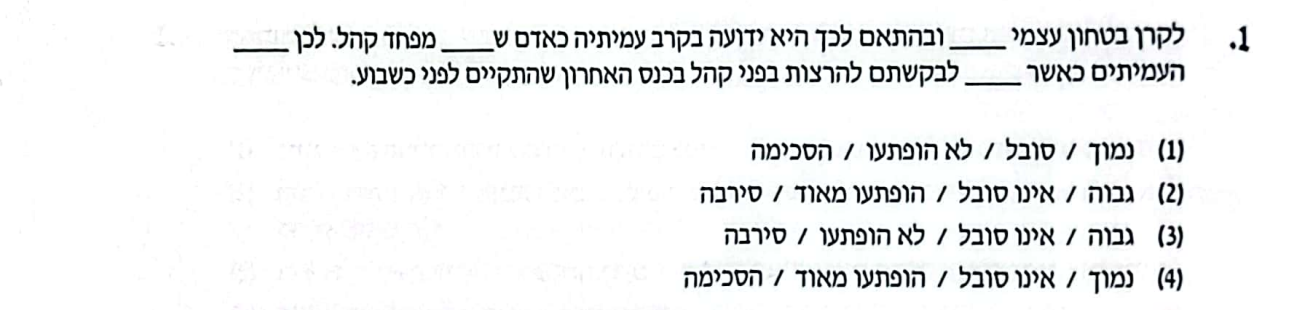 1. לקרן בטחון עצמי ____ ובהתאם לכך היא ידועה בקרב עמיתיה כאדם ש____ מפחד קהל. לכן ____
העמיתים כאשר ____ לבקשתם להרצות בפני קהל בכנס האחרון שהתקיים לפני כשבוע.
(1) נמוך / סובל / לא הופתעו / הסכימה
(2) גבוה / אינו סובל / הופתעו מאוד / סירבה
(3) גבוה / אינו סובל / לא הופתעו / סירבה
(4) נמוך / אינו סובל / הופתעו מאוד / הסכימה